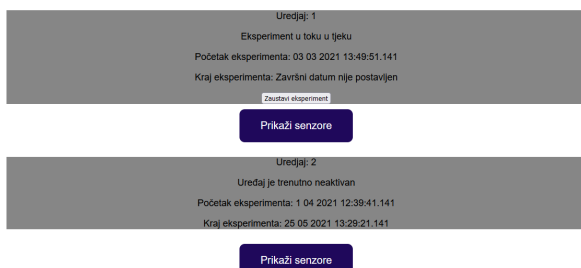 Uredjaj: 1
Eksperiment u toku u tjeku
Početak eksperimenta: 03 03 2021 13:49:51.141
Kraj eksperimenta: Završni datum nije postavljen
Zaustavi eksperiment
Prikaži senzore
Uredjaj: 2
Uređaj je trenutno neaktivan
Početak eksperimenta: 1 04 2021 12:39:41.141
Kraj eksperimenta: 25 05 2021 13:29:21.141
Prikaži senzore